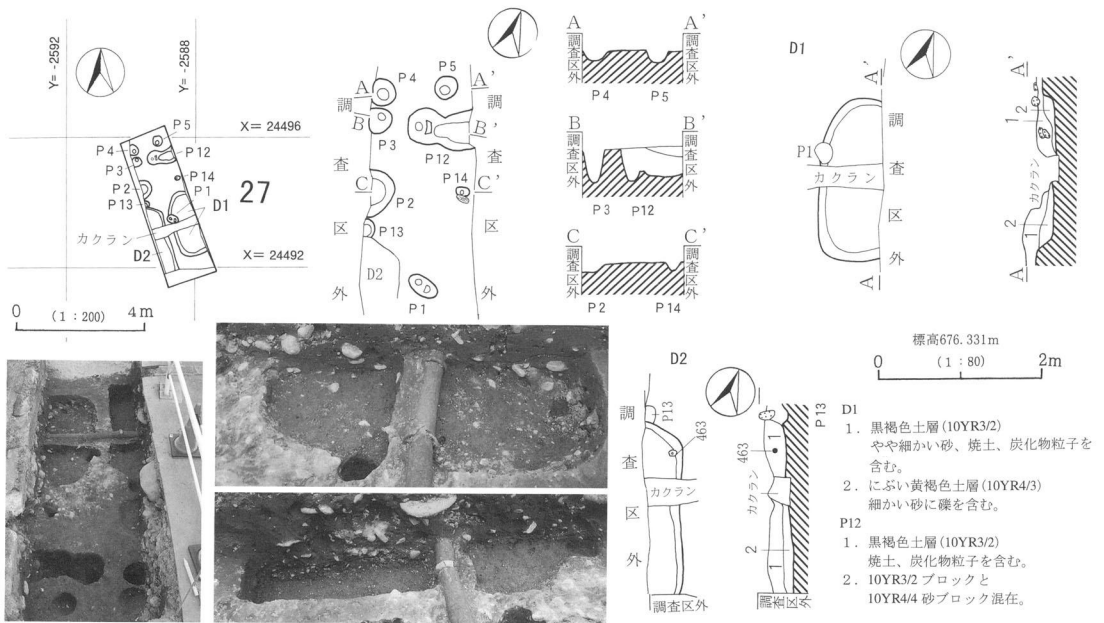 Y= -2592
Y= -2588
P5
P4
X= 24496
P3
P12
P2
P14
P1
P13
27
D1
カクラン
D2
X= 24492
0 (1:200) 4m
A
調
P4
P5
A'
調
B
P3
P12
B'
査
査
C
P14
C'
P2
区
区
P13
D2
外
外
P1
A
A'
調査区外
調査区外
P4
P5
B
B'
調査区外
調査区外
P3
P12
C
C'
調査区外
調査区外
P2
P14
D1
A'
調
査
P1
カクラン
区
外
A
A'
2
1
カクラン
2
1
A
標高676.331m
0 (1:80) 2m
D2
調
P13
査
463
カクラン
区
外
調査区外
P13
1
463
カクラン
2
1
調査区外
D1
1. 黒褐色土層(10YR3/2)
やや細かい砂、焼土、炭化物粒子を
含む。
2. にぶい黄褐色土層(10YR4/3)
細かい砂に礫を含む。
P12
1. 黒褐色土層(10YR3/2)
焼土、炭化物粒子を含む。
2. 10YR3/2 ブロックと
10YR4/4 砂ブロック混在。